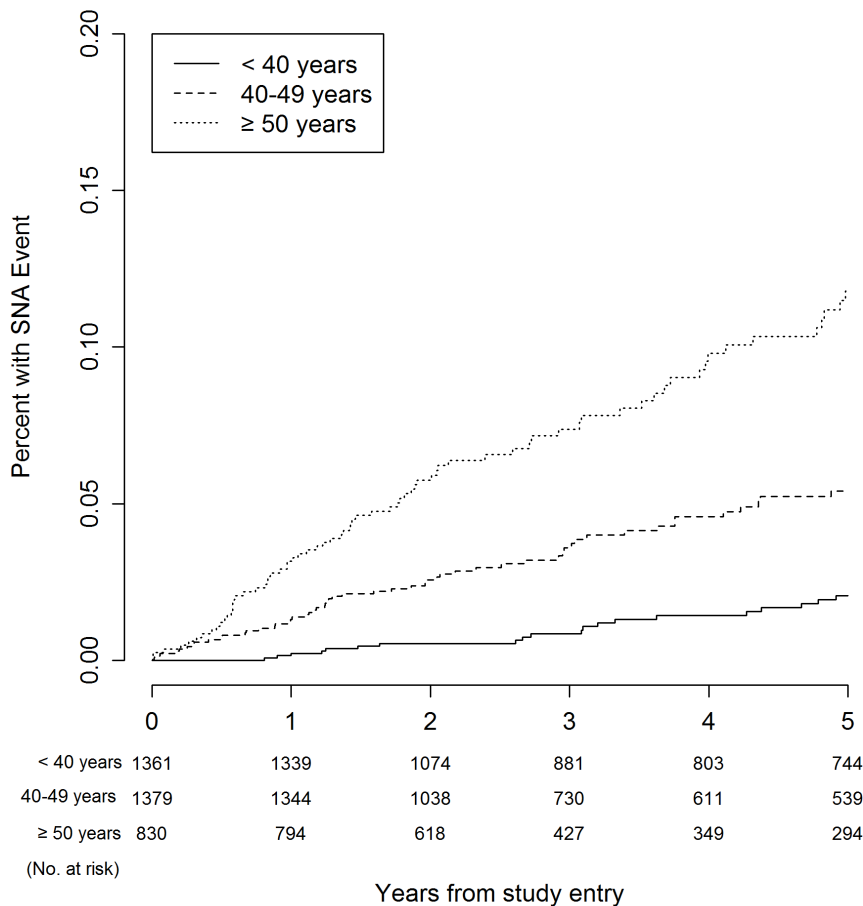 < 40 years
40-49 years
≥ 50 years
Percent with SNA Event
0.20
0.15
0.10
0.05
0.00
0 1 2 3 4 5
< 40 years 1361 1339 1074 881 803 744
40-49 years 1379 1344 1038 730 611 539
≥ 50 years 830 794 618 427 349 294
(No. at risk)
Years from study entry